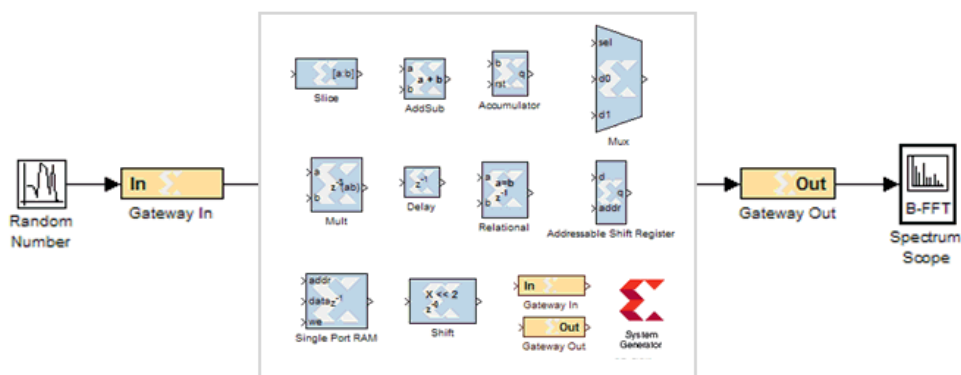 [a:b]
Slice
a
b
a + b
AddSub
b
rst
q
Accumulator
sel
d0
d1
Mux
Random
Number
In
Gateway In
a
b
(ab)
Mult
z-1
Delay
a
b
a=b
z-1
Relational
d
addr
q
Addressable Shift Register
Out
Gateway Out
B-FFT
Spectrum
Scope
addr
data
we
z-1
Single Port RAM
X << 2
Shift
In
Gateway In
Out
Gateway Out
System
Generator